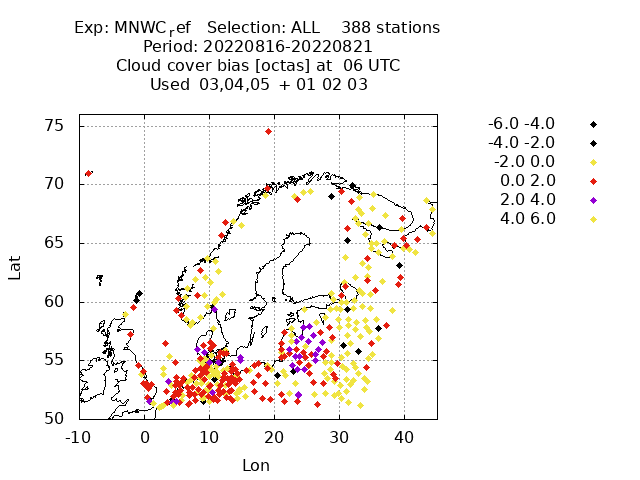 Exp: MNWC_ref Selection: ALL 388 stations
Period: 20220816-20220821
Cloud cover bias [octas] at 06 UTC
Used 03,04,05 + 01 02 03
-6.0 -4.0
-4.0 -2.0
-2.0 0.0
0.0 2.0
2.0 4.0
4.0 6.0
75
70
65
60
55
50
Lat
-10 0 10 20 30 40
Lon